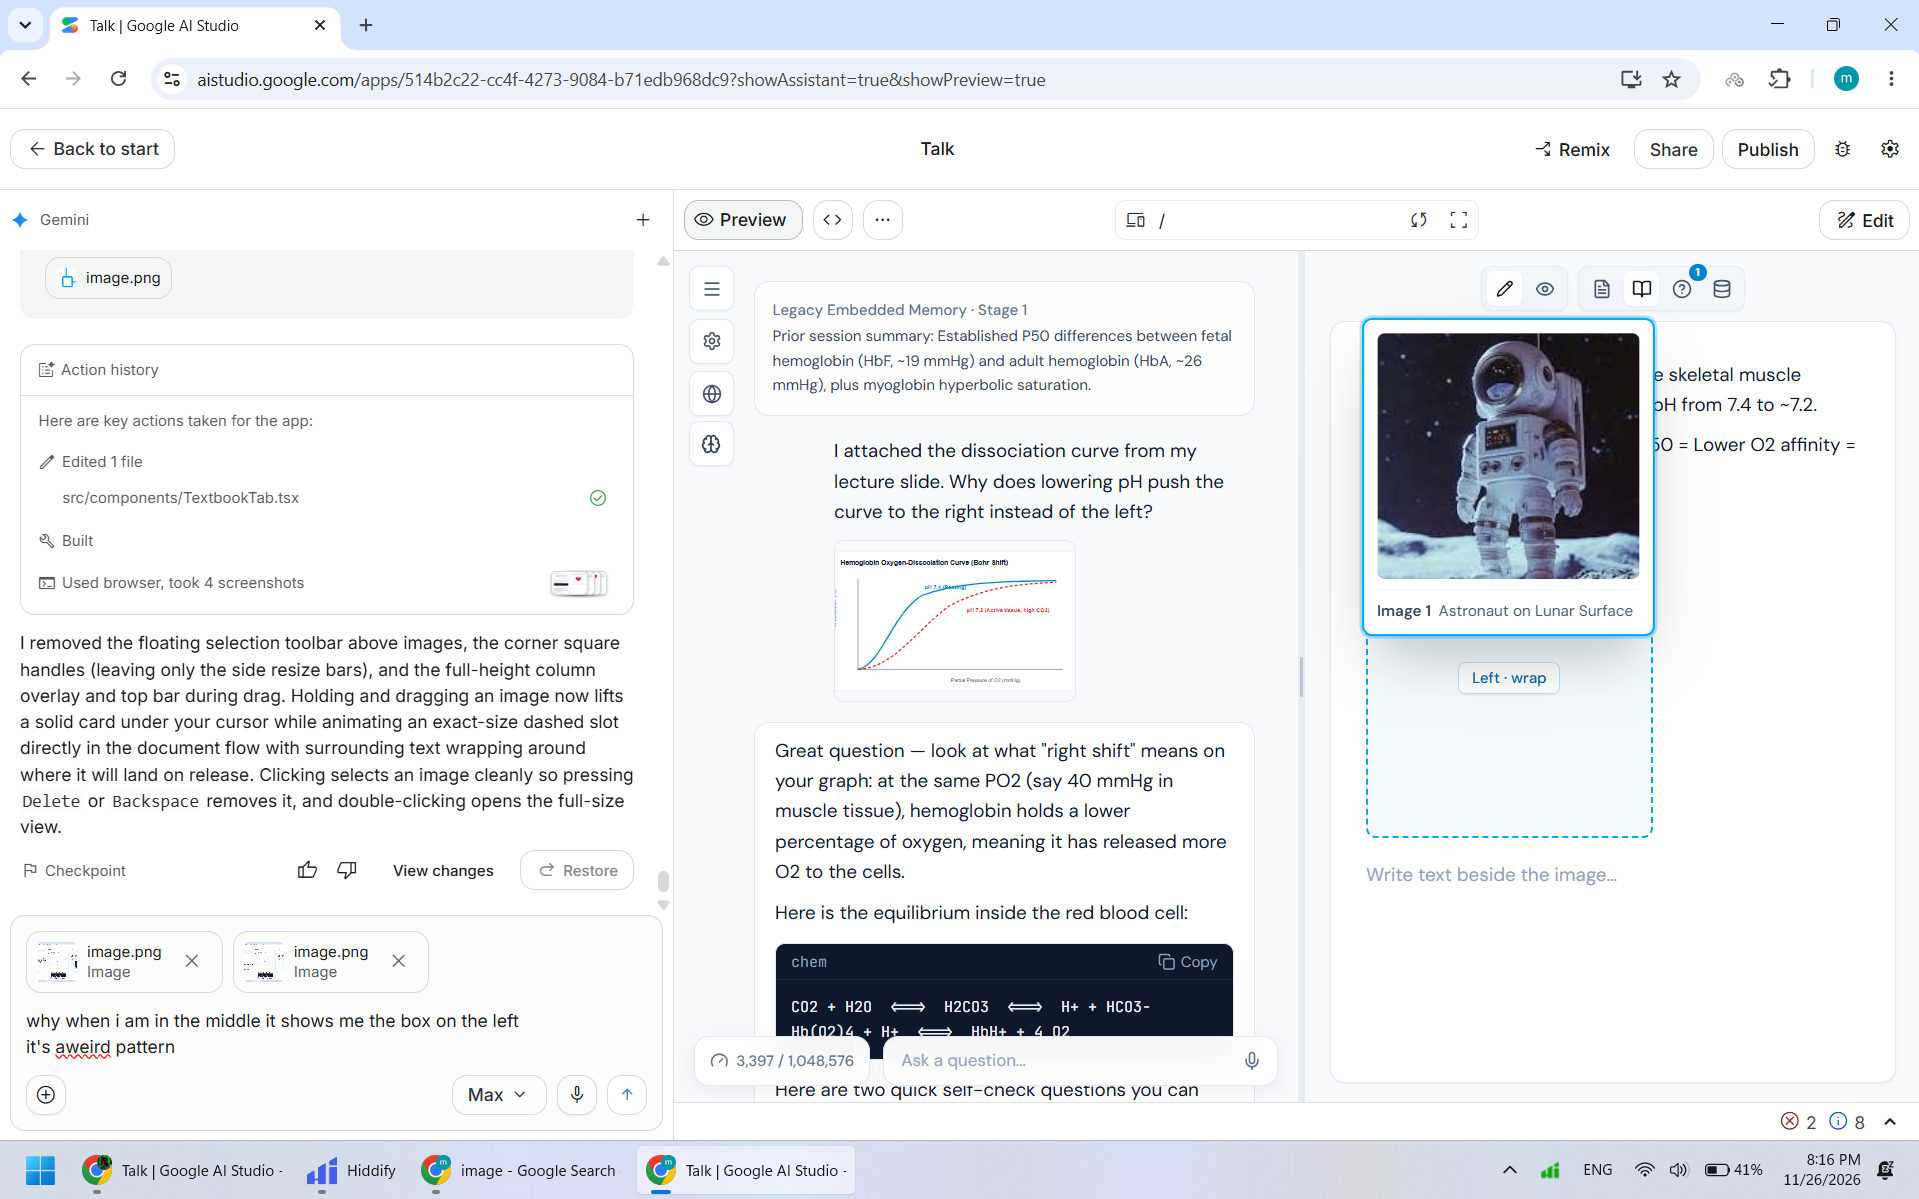 Talk | Google AI Studio
aistudio.google.com/apps/514b2c22-cc4f-4273-9084-b71edb968dc9?showAssistant=true&showPreview=true
m
Back to start
Talk
Remix
Share
Publish
Gemini
Preview
/
Edit
image.png
Action history
Here are key actions taken for the app:
Edited 1 file
src/components/TextbookTab.tsx
Built
Used browser, took 4 screenshots
I removed the floating selection toolbar above images, the corner square
handles (leaving only the side resize bars), and the full-height column
overlay and top bar during drag. Holding and dragging an image now lifts
a solid card under your cursor while animating an exact-size dashed slot
directly in the document flow with surrounding text wrapping around
where it will land on release. Clicking selects an image cleanly so pressing
Delete or Backspace removes it, and double-clicking opens the full-size
view.
Checkpoint
View changes
Restore
image.png
Image
image.png
Image
why when i am in the middle it shows me the box on the left
it's aweird pattern
Max
Legacy Embedded Memory · Stage 1
Prior session summary: Established P50 differences between fetal
hemoglobin (HbF, ~19 mmHg) and adult hemoglobin (HbA, ~26
mmHg), plus myoglobin hyperbolic saturation.
I attached the dissociation curve from my
lecture slide. Why does lowering pH push the
curve to the right instead of the left?
Hemoglobin Oxygen-Dissociation Curve (Bohr Shift)
pH 7.4 (Resting)
pH 7.2 (Active tissue, high CO2)
Partial Pressure of O2 (mmHg)
Great question — look at what "right shift" means on
your graph: at the same PO2 (say 40 mmHg in
muscle tissue), hemoglobin holds a lower
percentage of oxygen, meaning it has released more
O2 to the cells.
Here is the equilibrium inside the red blood cell:
chem
Copy
CO2 + H2O ⟺ H2CO3 ⟺ H+ + HCO3-
Hb(O2)4 + H+ ⟺ HbH+ + 4 O2
3,397 / 1,048,576
Ask a question...
Here are two quick self-check questions you can
1
e skeletal muscle
pH from 7.4 to ~7.2.
50 = Lower O2 affinity =
Image 1 Astronaut on Lunar Surface
Left · wrap
Write text beside the image...
2
8
Talk | Google AI Studio -
Hiddify
image - Google Search
Talk | Google AI Studio -
ENG
41%
8:16 PM
11/26/2026